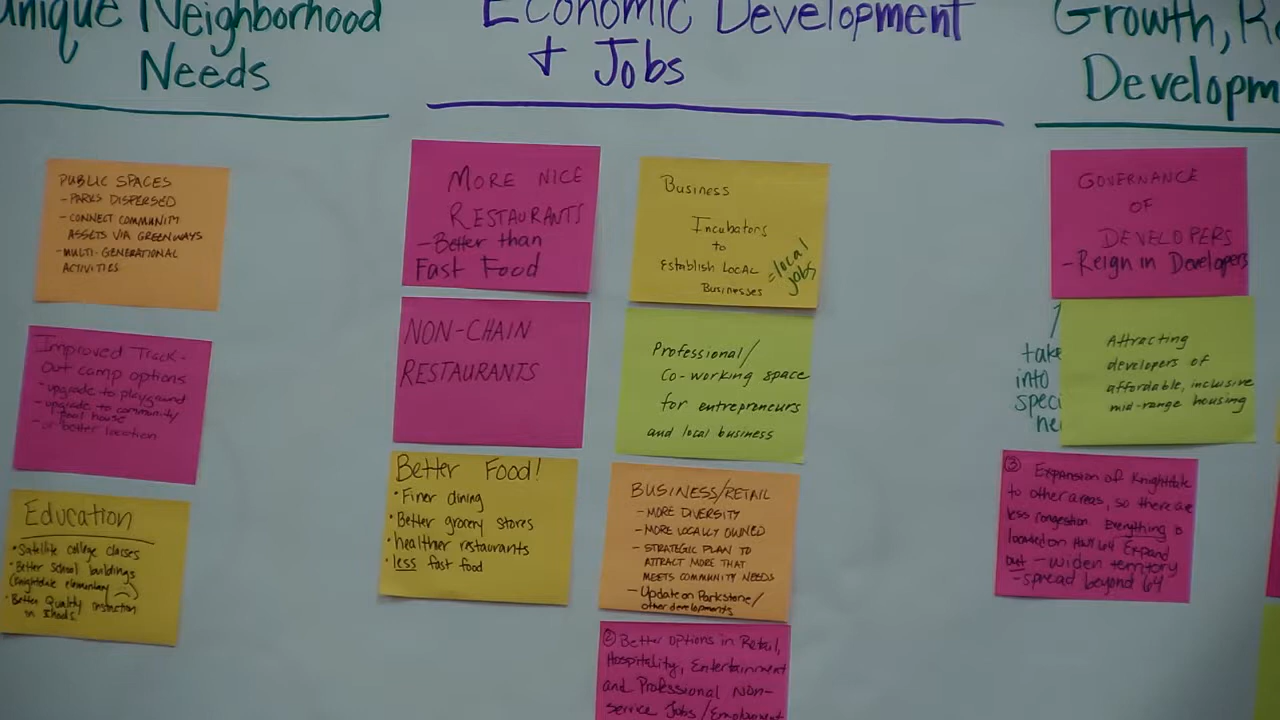 Unique Neighborhood
Needs
PUBLIC SPACES
- PARKS DISPERSED
- CONNECT COMMUNITY
ASSETS VIA GREENWAYS
- MULTI-GENERATIONAL
ACTIVITIES
Improved Track-
Out camp options
- upgrade to playground
- upgrade to community/
pool house
- or better location
Education
• Satellite college classes
• Better School buildings
(Knightdale elementary
• Better Quality instruction
in schools
Economic Development
+ Jobs
MORE NICE
RESTAURANTS
- Better than
Fast Food
NON-CHAIN
RESTAURANTS
Better Food!
• Finer dining
• Better grocery stores
• healthier restaurants
• less fast food
Business
Incubators
to
Establish Local
Businesses
=local
jobs
Professional/
Co-working space
for entrepreneurs
and local business
BUSINESS/RETAIL
- MORE DIVERSITY
- MORE LOCALLY OWNED
- STRATEGIC PLAN TO
ATTRACT MORE THAT
MEETS COMMUNITY NEEDS
- Update on Parkstone/
other developments
② Better options in Retail,
Hospitality, Entertainment
and Professional Non-
service Jobs/Employment
Growth, R
Developm
GOVERNANCE
OF
DEVELOPERS
- Reign in Developers
take
into
speci
ne
Attracting
developers of
affordable, inclusive
mid-range housing
③ Expansion of Knightdale
to other areas, so there are
less congestion. Everything is
located on Hwy 64 Expand
out - widen territory
- spread beyond 64